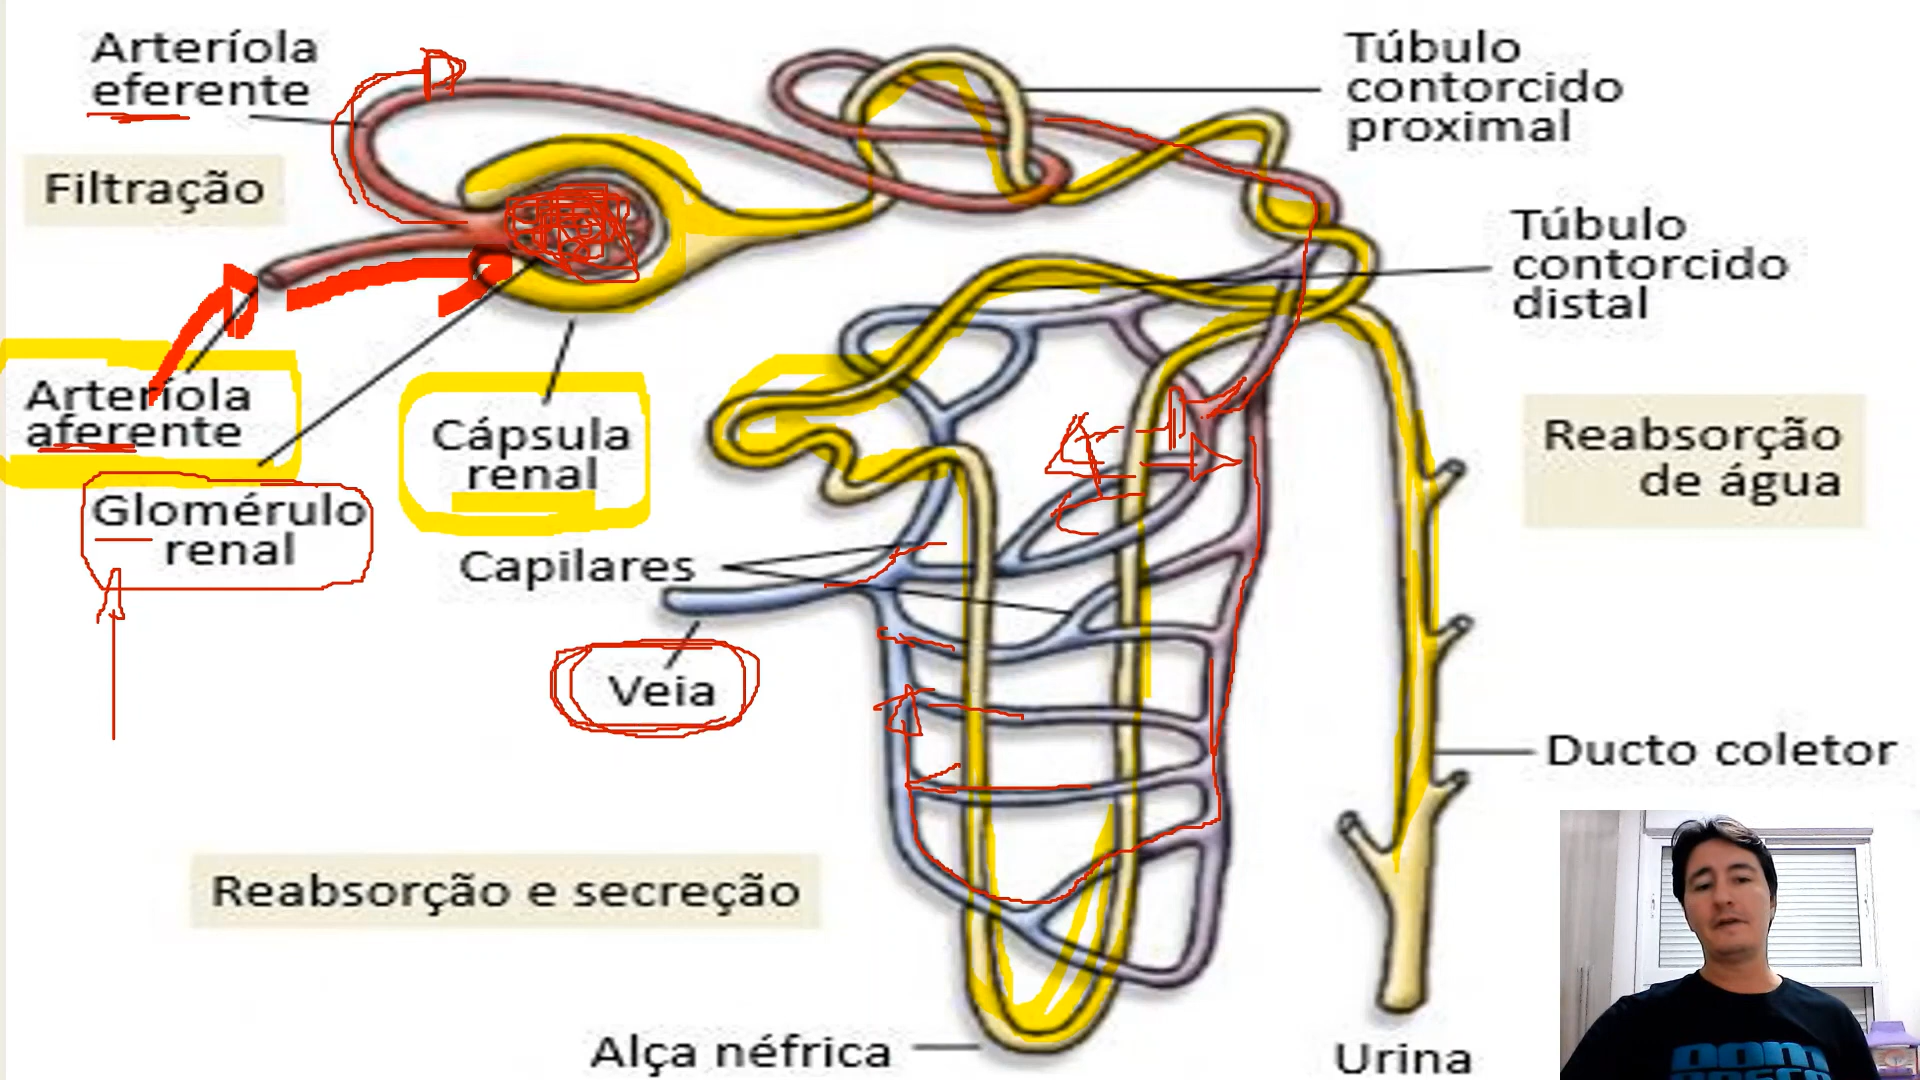 Arteríola
eferente
Filtração
Arteríola
aferente
Glomérulo
renal
Cápsula
renal
Capilares
Veia
Reabsorção e secreção
Alça néfrica
Túbulo
contorcido
proximal
Túbulo
contorcido
distal
Reabsorção
de água
Ducto coletor
Urina